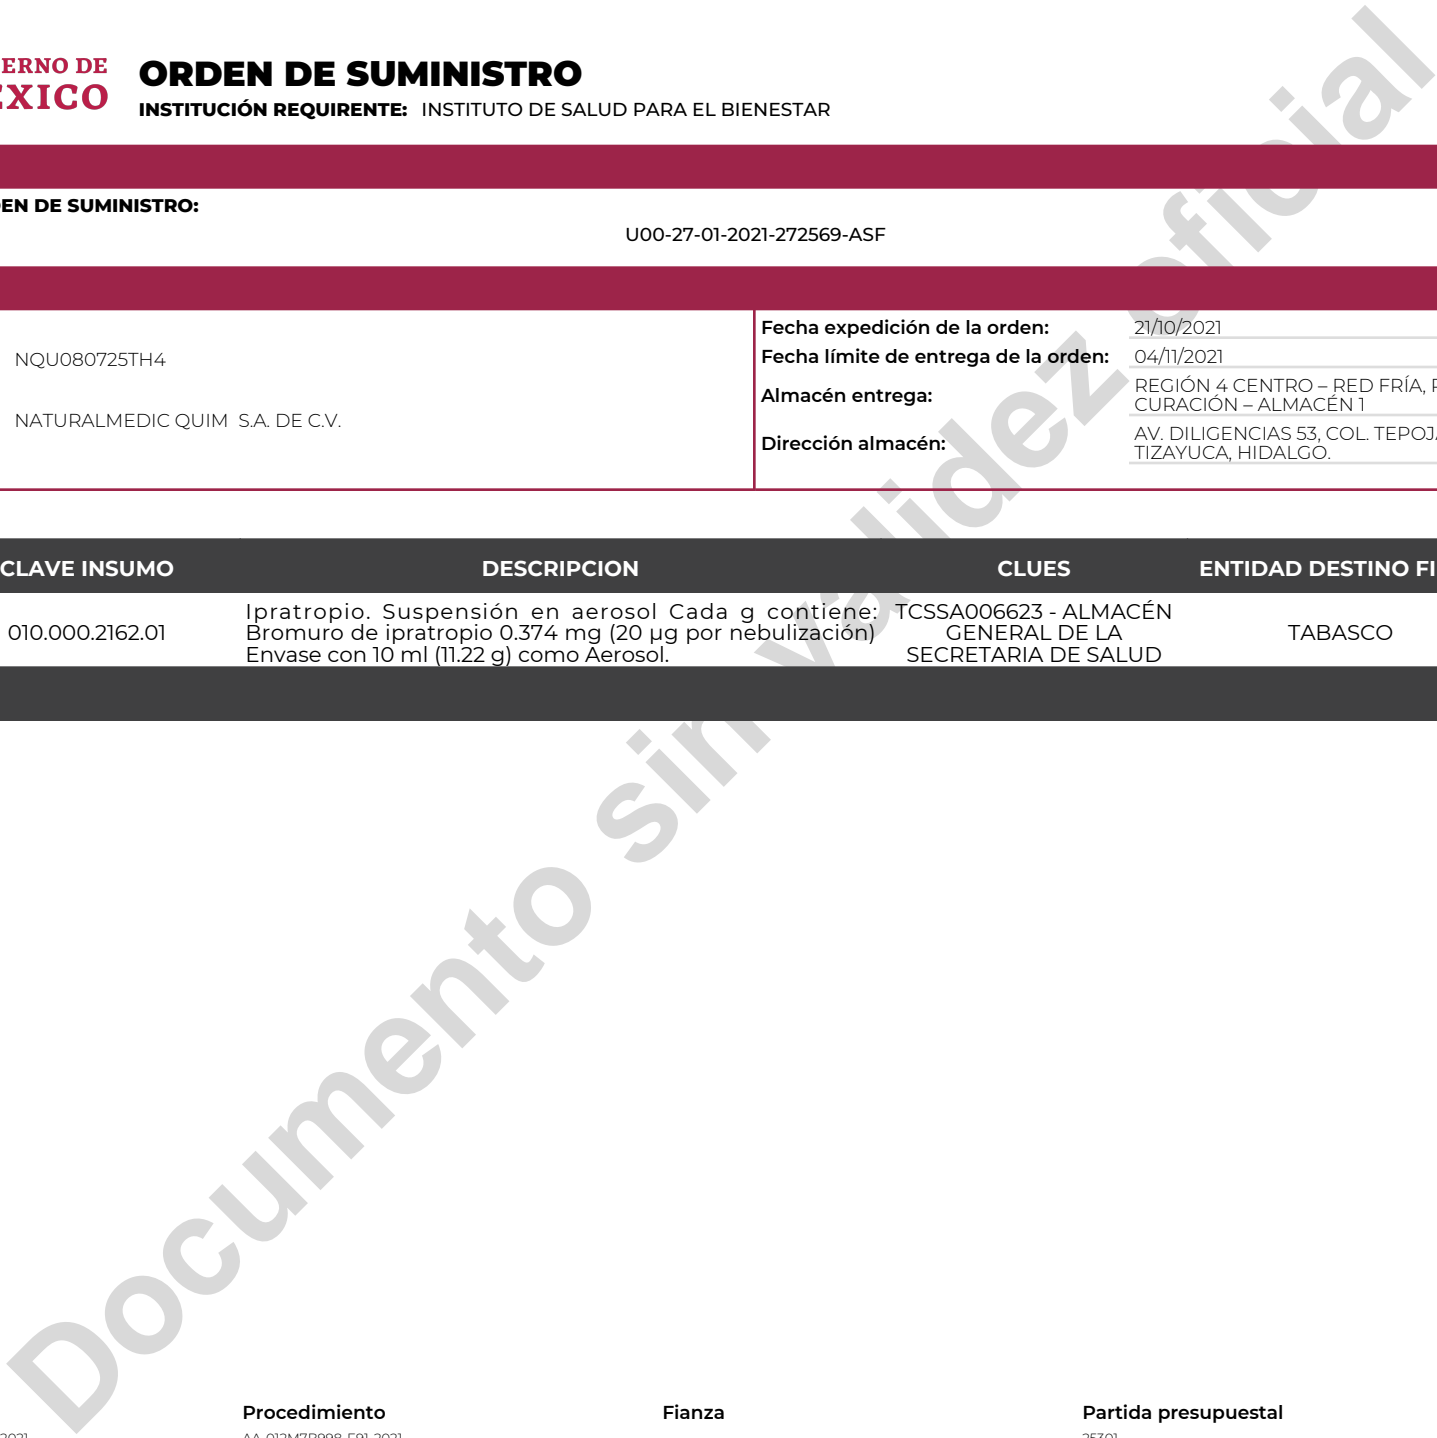 ERNO DE
ORDEN DE SUMINISTRO
INSTITUCIÓN REQUIRENTE: INSTITUTO DE SALUD PARA EL BIENESTAR
EN DE SUMINISTRO:
U00-27-01-2021-272569-ASF
NQU080725TH4
NATURALMEDIC QUIM S.A. DE C.V.
Fecha expedición de la orden: 21/10/2021
Fecha límite de entrega de la orden: 04/11/2021
Almacén entrega: REGIÓN 4 CENTRO – RED FRÍA,
CURACIÓN – ALMACÉN 1
Dirección almacén: AV. DILIGENCIAS 53, COL. TEPOJ
TIZAYUCA, HIDALGO.
CLAVE INSUMO DESCRIPCION CLUES ENTIDAD DESTINO FI
010.000.2162.01
Ipratropio. Suspensión en aerosol Cada g contiene:
Bromuro de ipratropio 0.374 mg (20 µg por nebulización)
Envase con 10 ml (11.22 g) como Aerosol.
TCSSA006623 - ALMACÉN
GENERAL DE LA
SECRETARIA DE SALUD
TABASCO
Documento sin validez oficial
Procedimiento Fianza Partida presupuestal